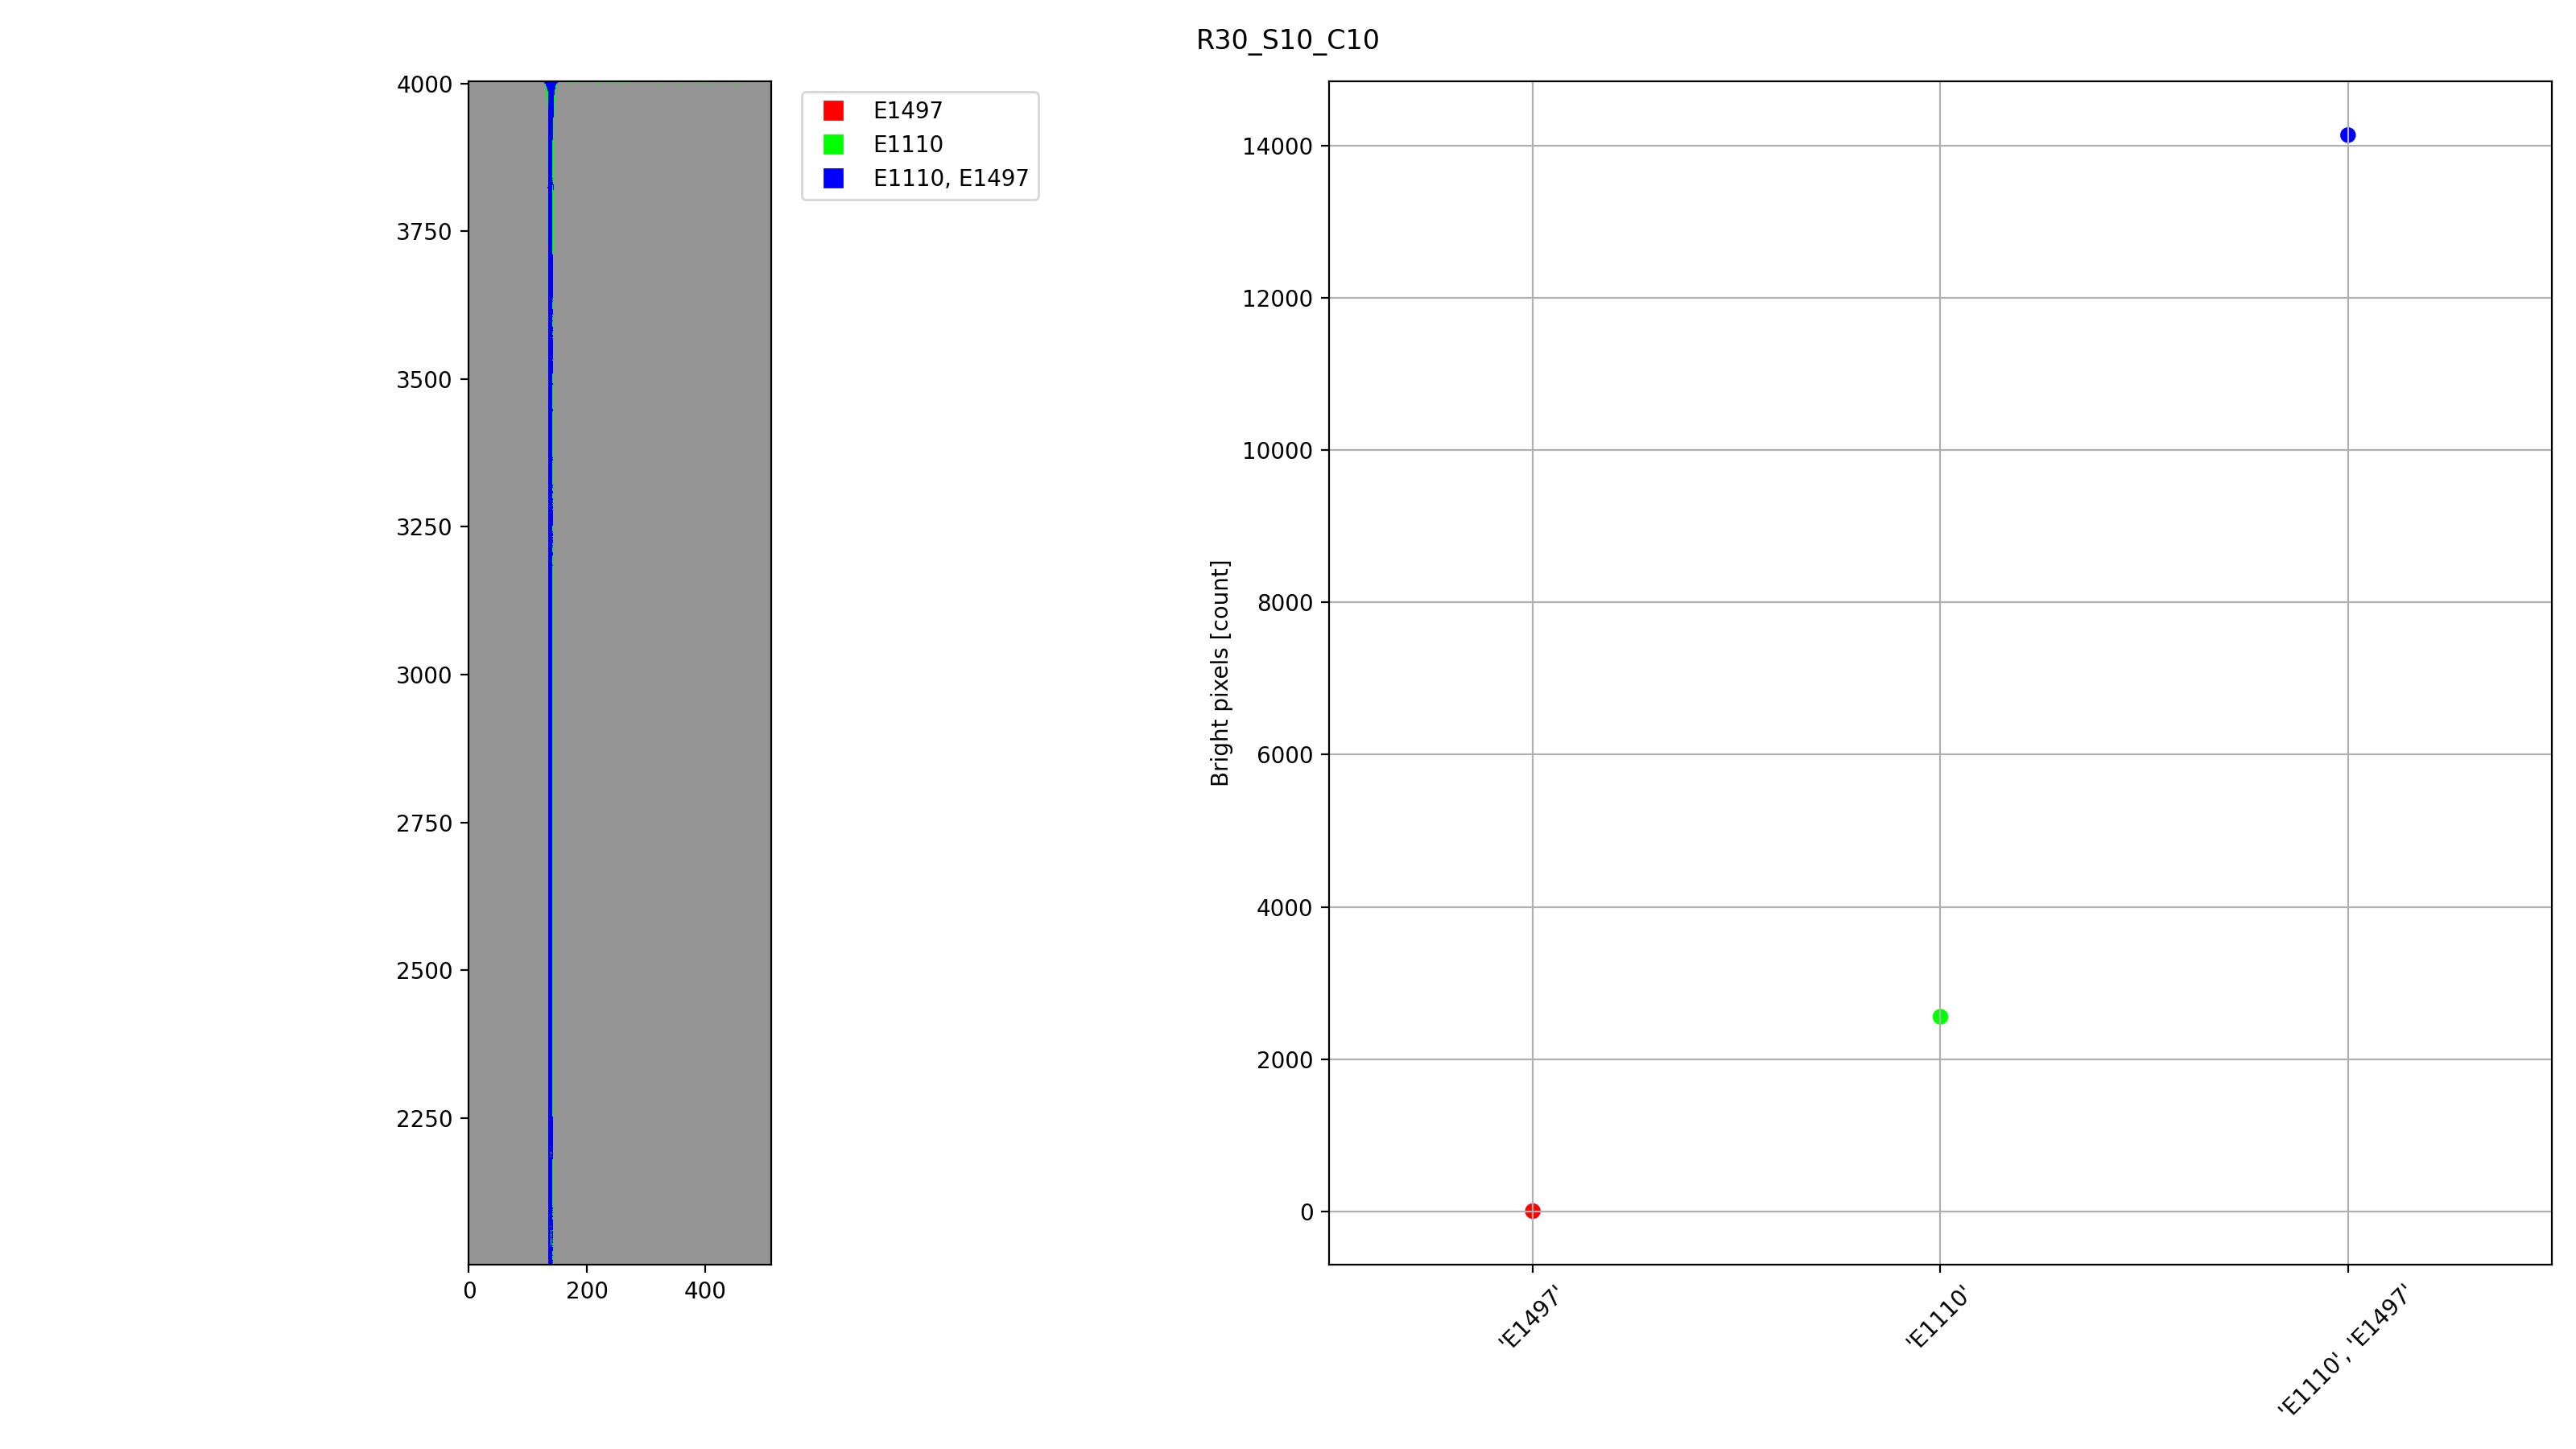 R30_S10_C10
4000
3750
3500
3250
3000
2750
2500
2250
0 200 400
E1497
E1110
E1110, E1497
Bright pixels [count]
14000
12000
10000
8000
6000
4000
2000
0
'E1497'
'E1110'
'E1110', 'E1497'